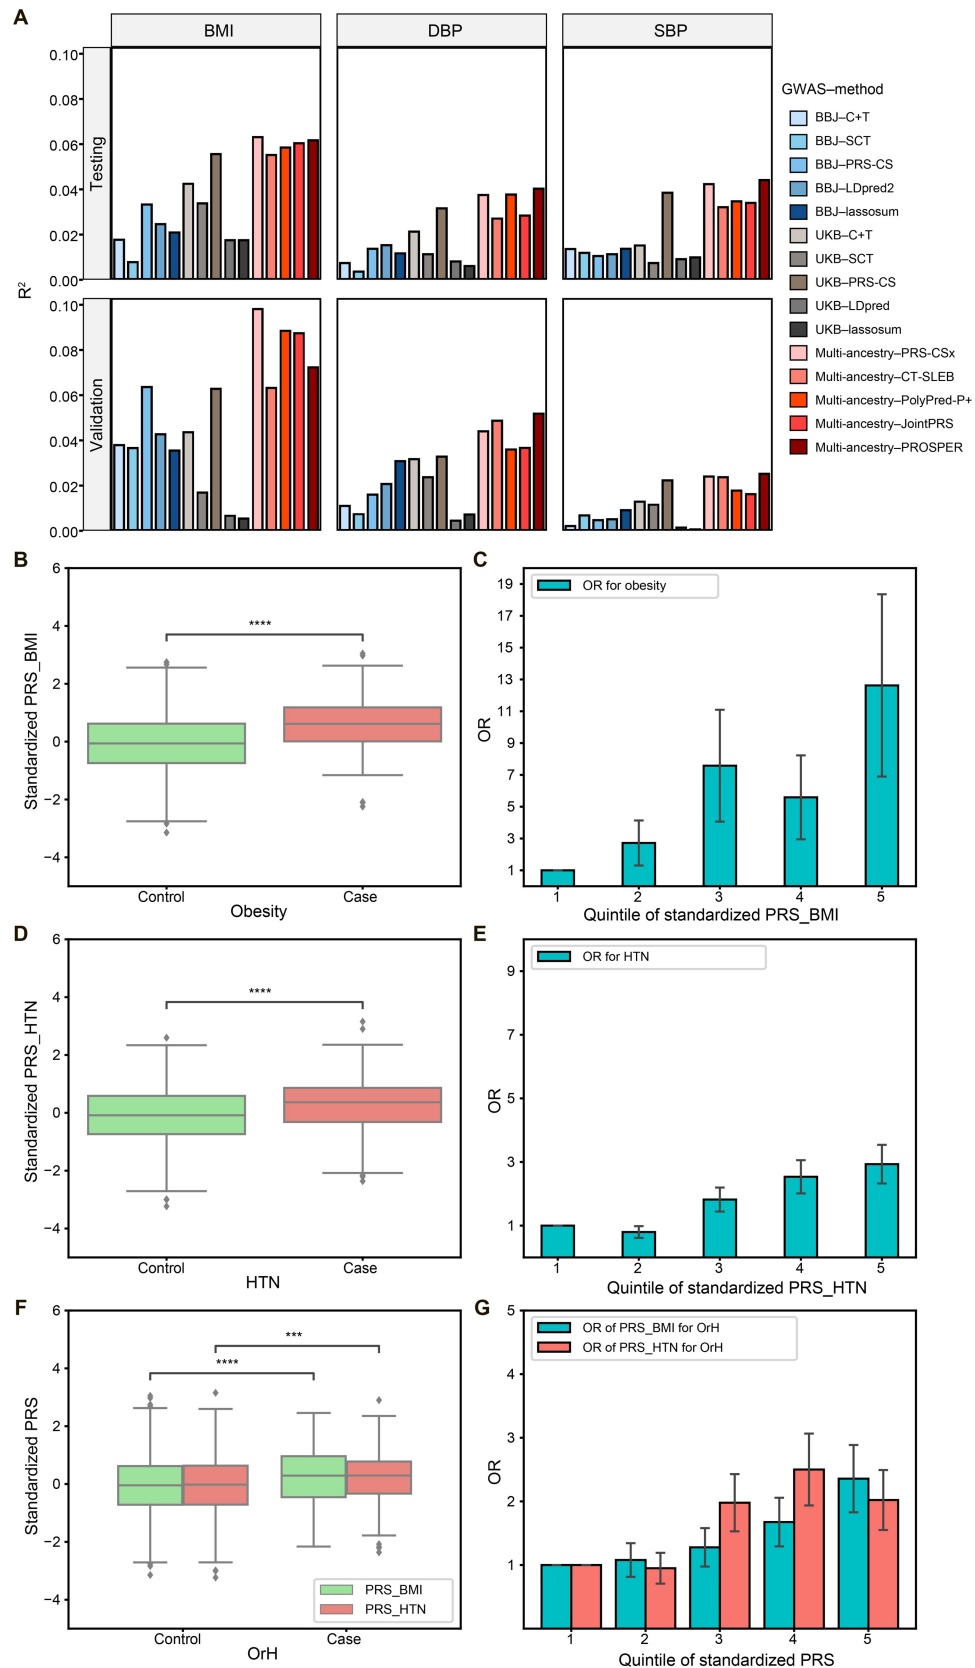 A
BMI
DBP
SBP
Testing
Validation
R2
0.10
0.08
0.06
0.04
0.02
0.00
0.10
0.08
0.06
0.04
0.02
0.00
GWAS–method
BBJ–C+T
BBJ–SCT
BBJ–PRS-CS
BBJ–LDpred2
BBJ–lassosum
UKB–C+T
UKB–SCT
UKB–PRS-CS
UKB–LDpred
UKB–lassosum
Multi-ancestry–PRS-CSx
Multi-ancestry–CT-SLEB
Multi-ancestry–PolyPred-P+
Multi-ancestry–JointPRS
Multi-ancestry–PROSPER
B
Standardized PRS_BMI
6
4
2
0
−2
−4
****
Control
Case
Obesity
C
OR
19
17
15
13
11
9
7
5
3
1
OR for obesity
1 2 3 4 5
Quintile of standardized PRS_BMI
D
Standardized PRS_HTN
6
4
2
0
−2
−4
****
Control
Case
HTN
E
OR
9
7
5
3
1
OR for HTN
1 2 3 4 5
Quintile of standardized PRS_HTN
F
Standardized PRS
6
4
2
0
−2
−4
***
****
PRS_BMI
PRS_HTN
Control
Case
OrH
G
OR
5
4
3
2
1
OR of PRS_BMI for OrH
OR of PRS_HTN for OrH
1 2 3 4 5
Quintile of standardized PRS